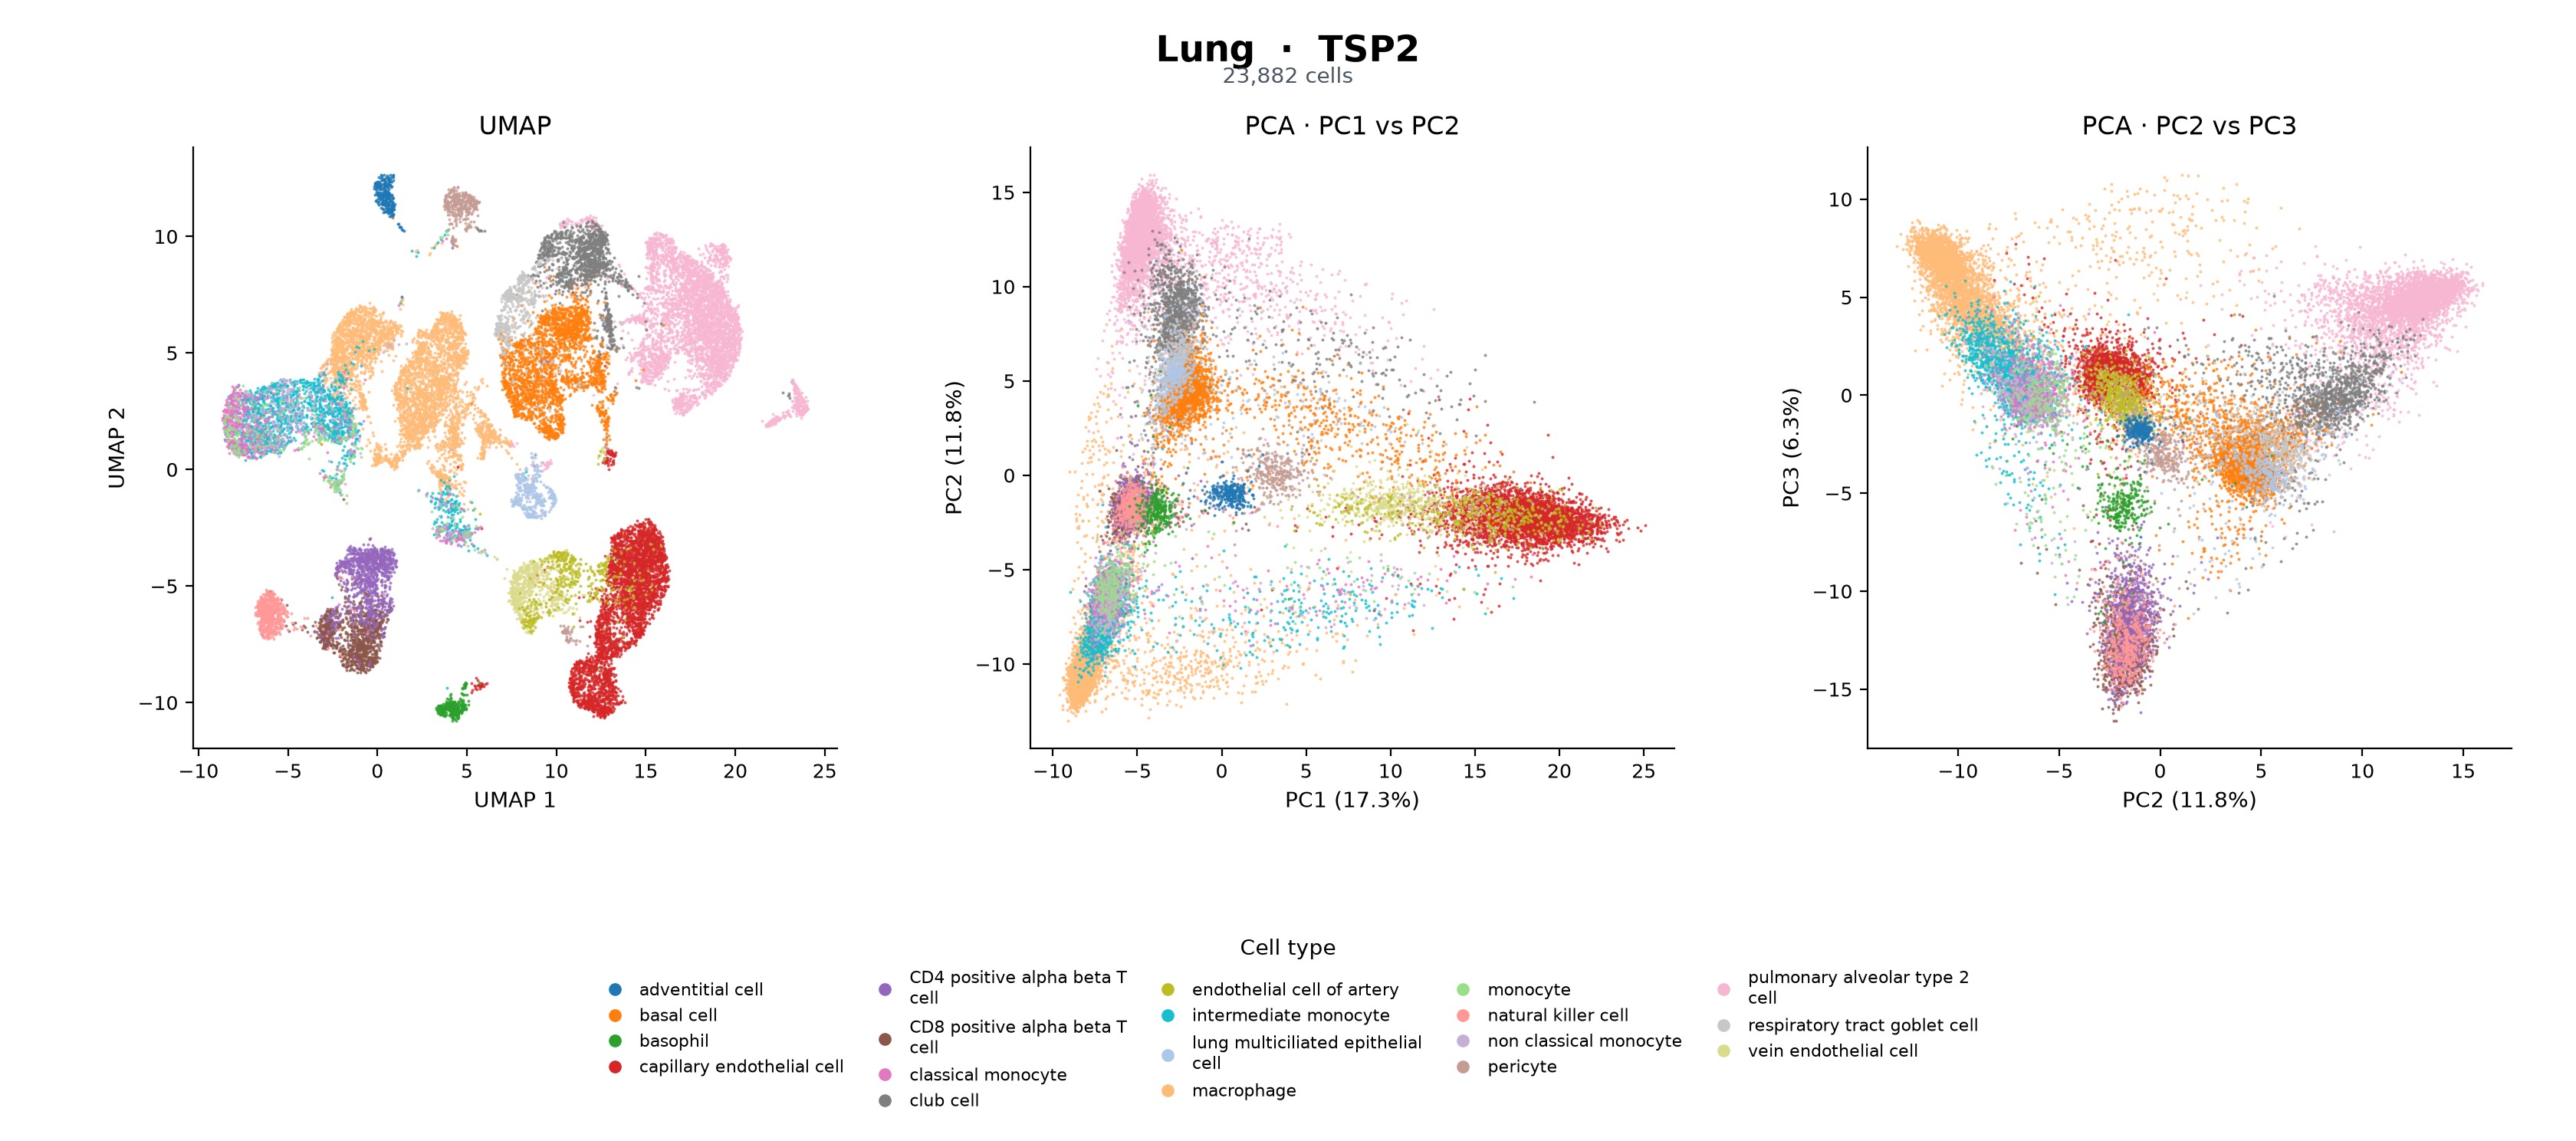 Lung · TSP2
23,882 cells
UMAP
10
5
0
−5
−10
UMAP 2
−10 −5 0 5 10 15 20 25
UMAP 1
PCA · PC1 vs PC2
15
10
5
0
−5
−10
PC2 (11.8%)
−10 −5 0 5 10 15 20 25
PC1 (17.3%)
PCA · PC2 vs PC3
10
5
0
−5
−10
−15
PC3 (6.3%)
−10 −5 0 5 10 15
PC2 (11.8%)
Cell type
adventitial cell
basal cell
basophil
capillary endothelial cell
CD4 positive alpha beta T
cell
CD8 positive alpha beta T
cell
classical monocyte
club cell
endothelial cell of artery
intermediate monocyte
lung multiciliated epithelial
cell
macrophage
monocyte
natural killer cell
non classical monocyte
pericyte
pulmonary alveolar type 2
cell
respiratory tract goblet cell
vein endothelial cell